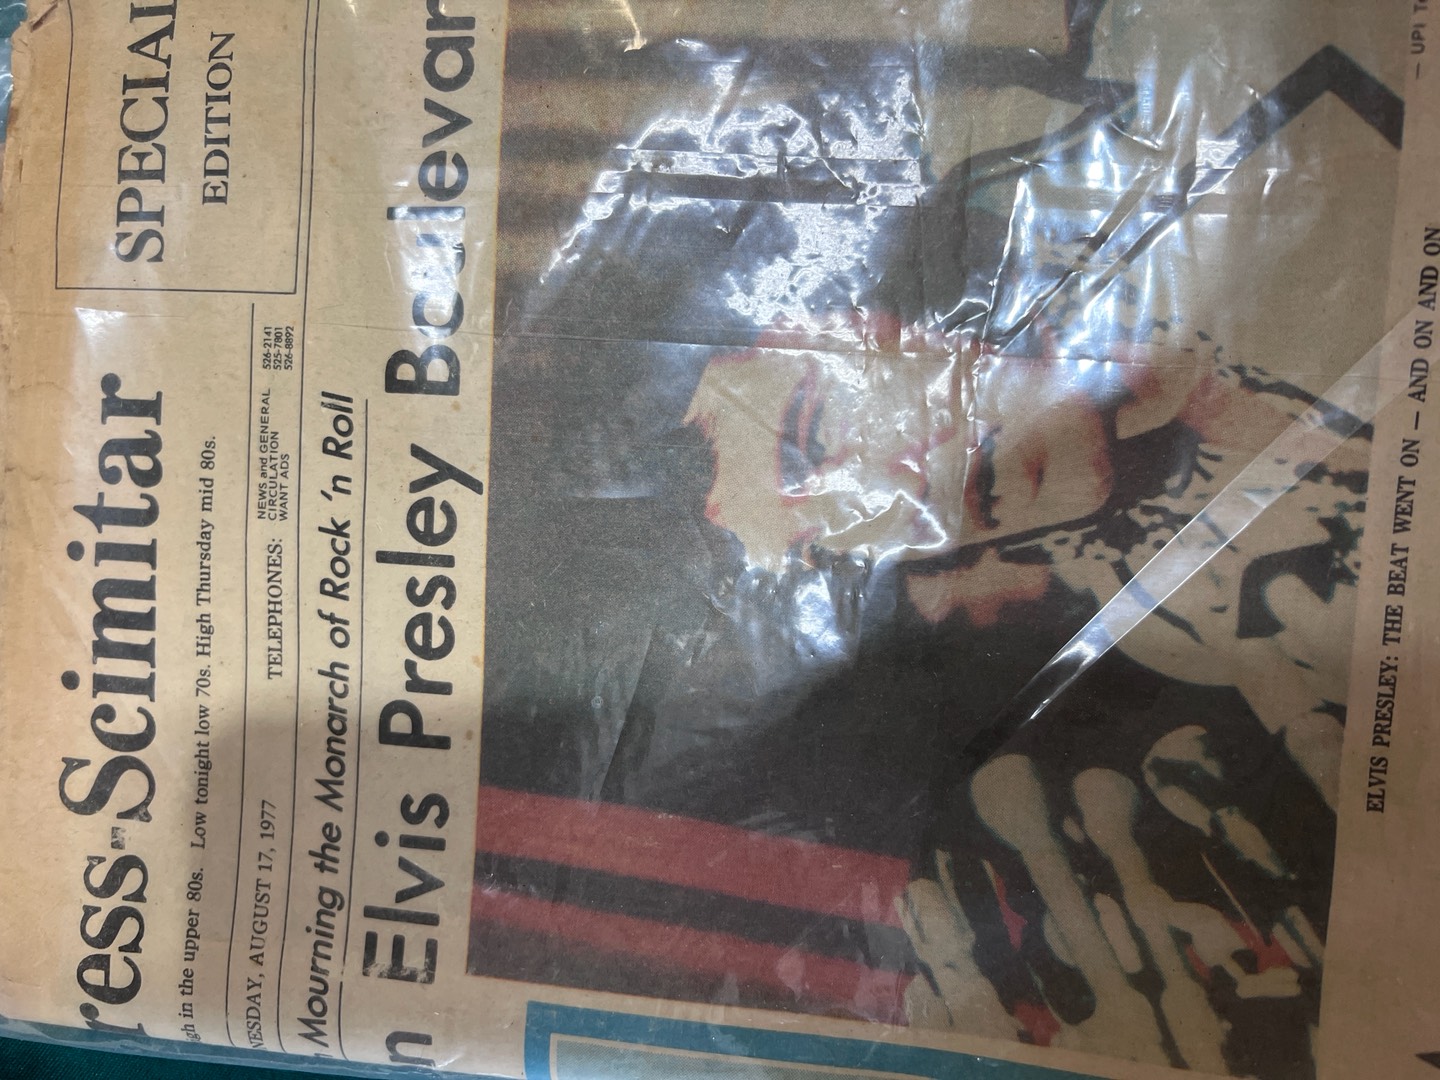 ress-Scimitar
SPECIAL
EDITION
gh in the upper 80s. Low tonight low 70s. High Thursday mid 80s.
NESDAY, AUGUST 17, 1977
TELEPHONES:
NEWS and GENERAL 526-2141
CIRCULATION 525-7801
WANT ADS 526-8892
Mourning the Monarch of Rock 'n Roll
n Elvis Presley Boulevar
— UPI Te
ELVIS PRESLEY: THE BEAT WENT ON — AND ON AND ON